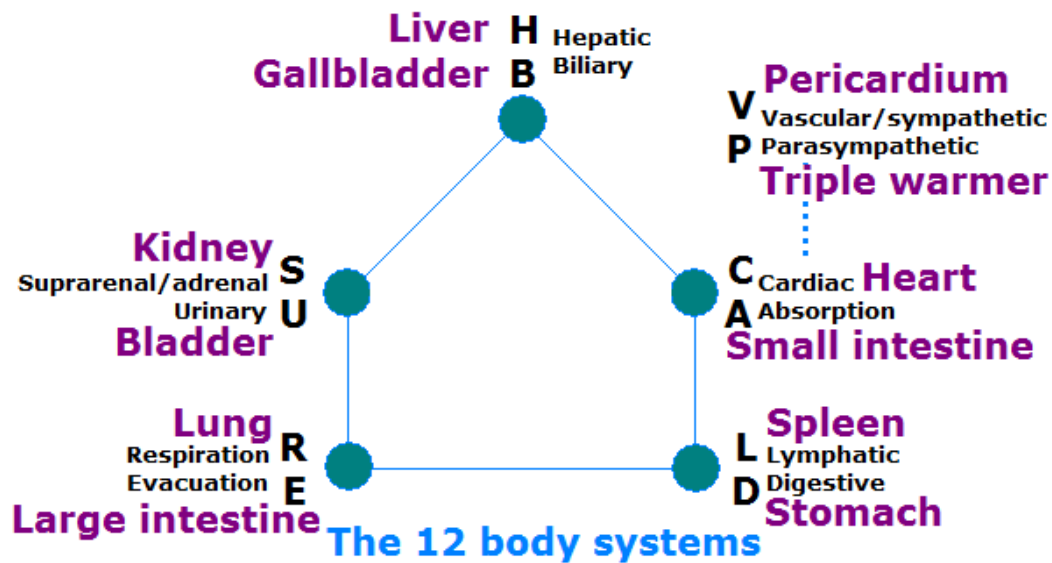 Liver H Hepatic
Gallbladder B Biliary
Pericardium
V Vascular/sympathetic
P Parasympathetic
Triple warmer
Kidney
Suprarenal/adrenal S
Urinary U
Bladder
C Cardiac Heart
A Absorption
Small intestine
Lung
Respiration R
Evacuation E
Large intestine
Spleen
L Lymphatic
D Digestive
Stomach
The 12 body systems